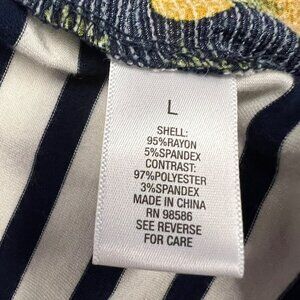 L
SHELL:
95%RAYON
5%SPANDEX
CONTRAST:
97%POLYESTER
3%SPANDEX
MADE IN CHINA
RN 98586
SEE REVERSE
FOR CARE